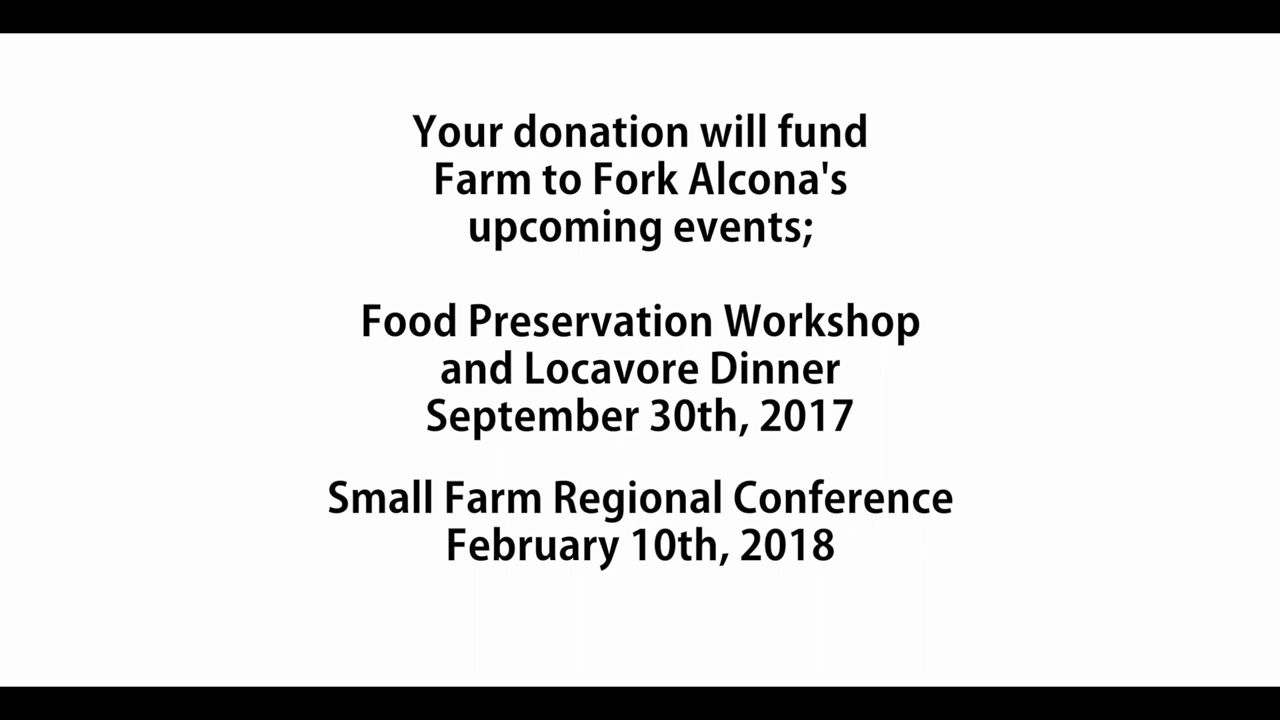 Your donation will fund
Farm to Fork Alcona's
upcoming events;
Food Preservation Workshop
and Locavore Dinner
September 30th, 2017
Small Farm Regional Conference
February 10th, 2018